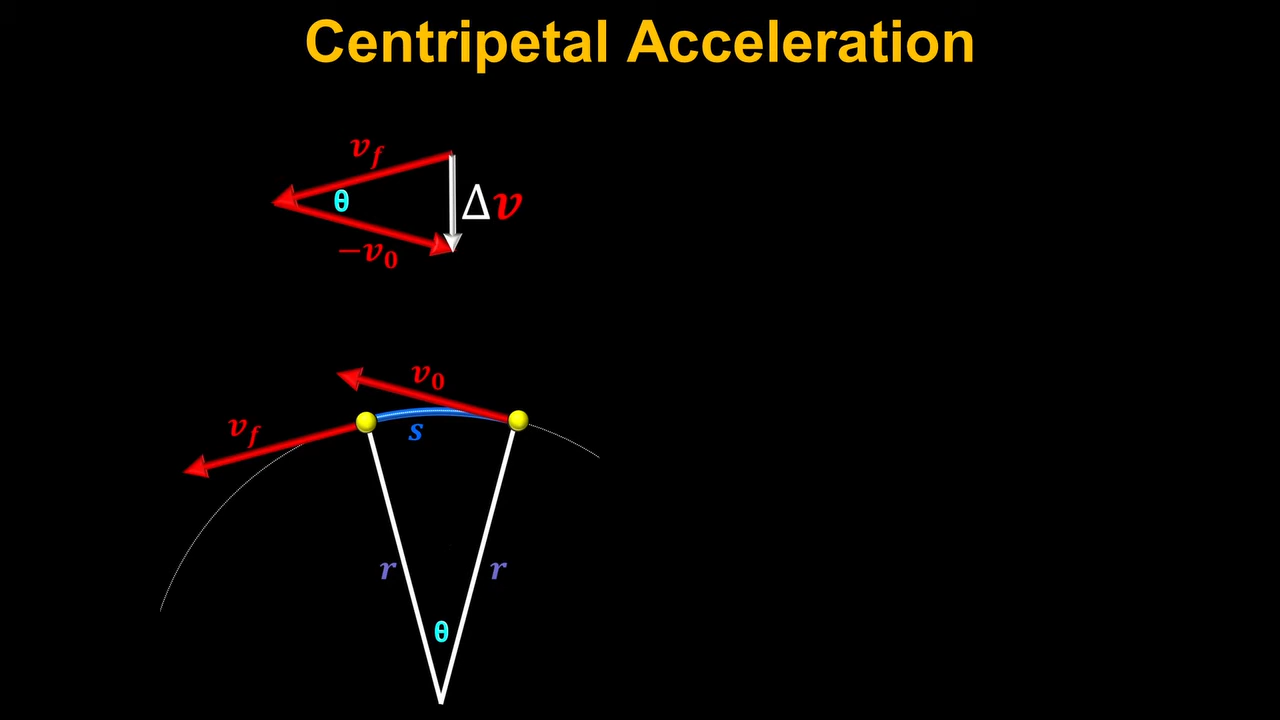 Centripetal Acceleration
v_f
θ
Δv
−v_0
v_0
v_f
s
r r
θ